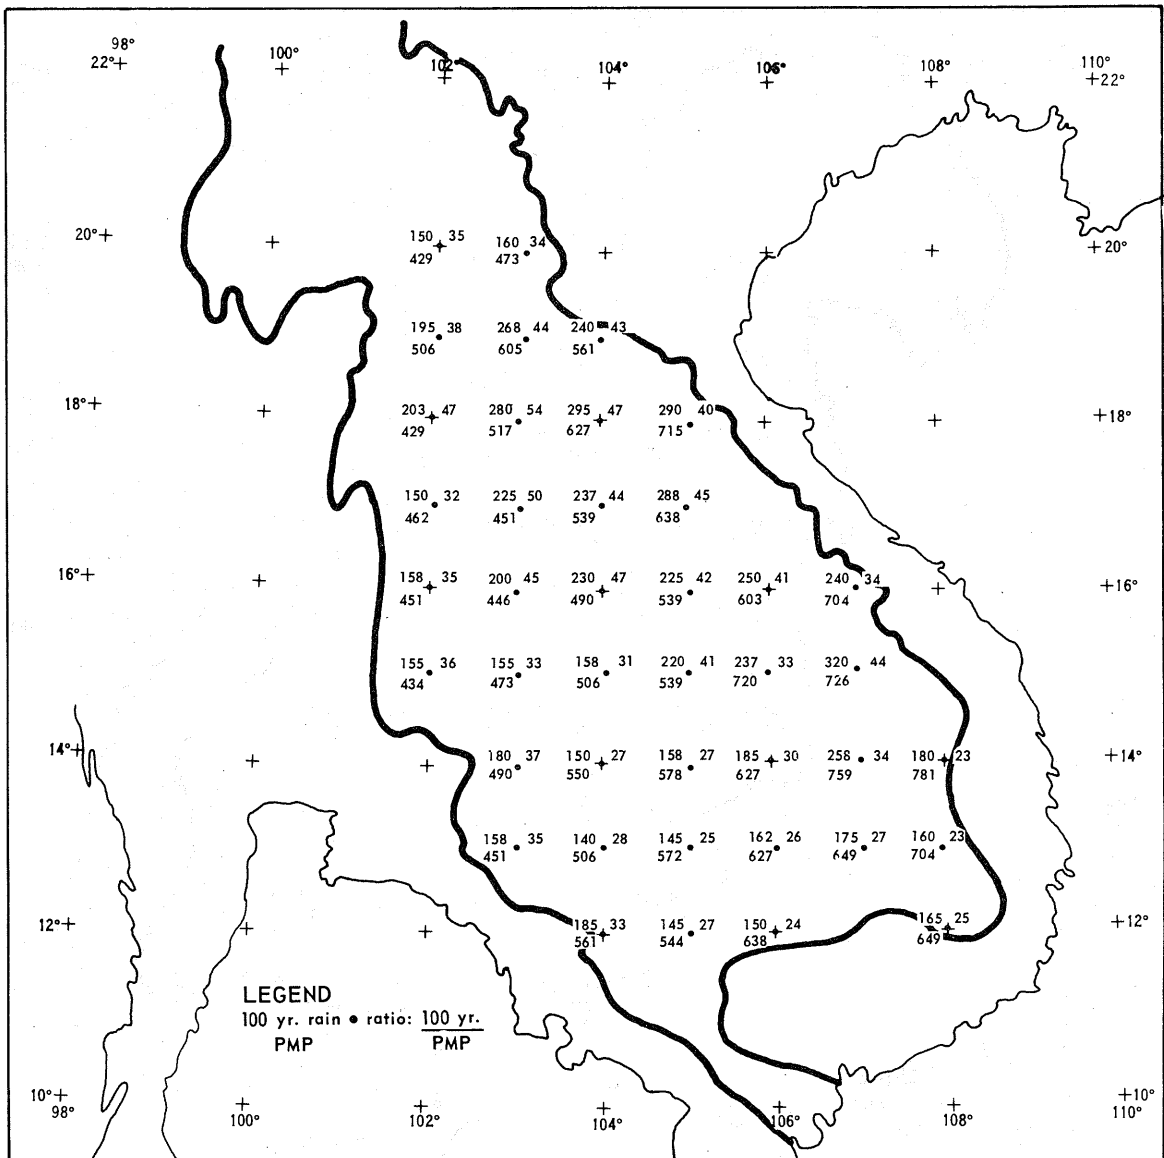 98° 100° 102° 104° 106° 108° 110°
22° 22°
20° 150 35 160 34 20°
429 473
195 38 268 44 240 43
506 605 561
18° 203 47 280 54 295 47 290 40 18°
429 517 627 715
150 32 225 50 237 44 288 45
462 451 539 638
16° 158 35 200 45 230 47 225 42 250 41 240 34 16°
451 446 490 539 603 704
155 36 155 33 158 31 220 41 237 33 320 44
434 473 506 539 720 726
14° 180 37 150 27 158 27 185 30 258 34 180 23 14°
490 550 578 627 759 781
158 35 140 28 145 25 162 26 175 27 160 23
451 506 572 627 649 704
12° 185 33 145 27 150 24 165 25 12°
561 544 638 649
LEGEND
100 yr. rain • ratio: 100 yr.
PMP PMP
10° 10°
98° 100° 102° 104° 106° 108° 110°